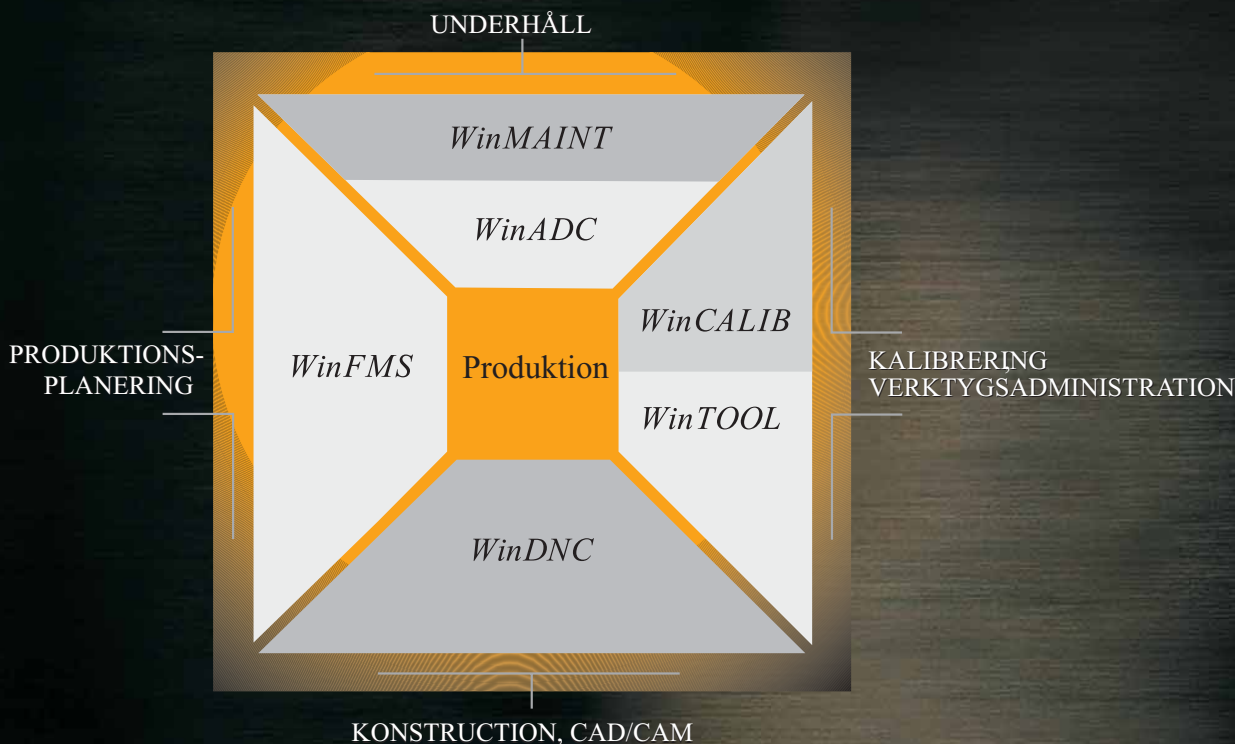 UNDERHÅLL
WinMAINT
WinADC
WinCALIB
PRODUKTIONS-
PLANERING
WinFMS
Produktion
KALIBRERING,
VERKTYGSADMINISTRATION
WinTOOL
WinDNC
KONSTRUCTION, CAD/CAM